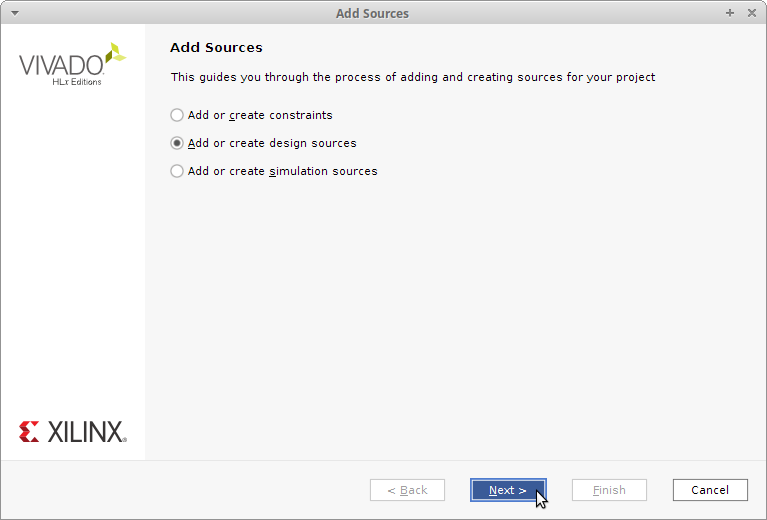 Add Sources
VIVADO
HLx Editions
Add Sources
This guides you through the process of adding and creating sources for your project
Add or create constraints
Add or create design sources
Add or create simulation sources
XILINX®
< Back
Next >
Finish
Cancel